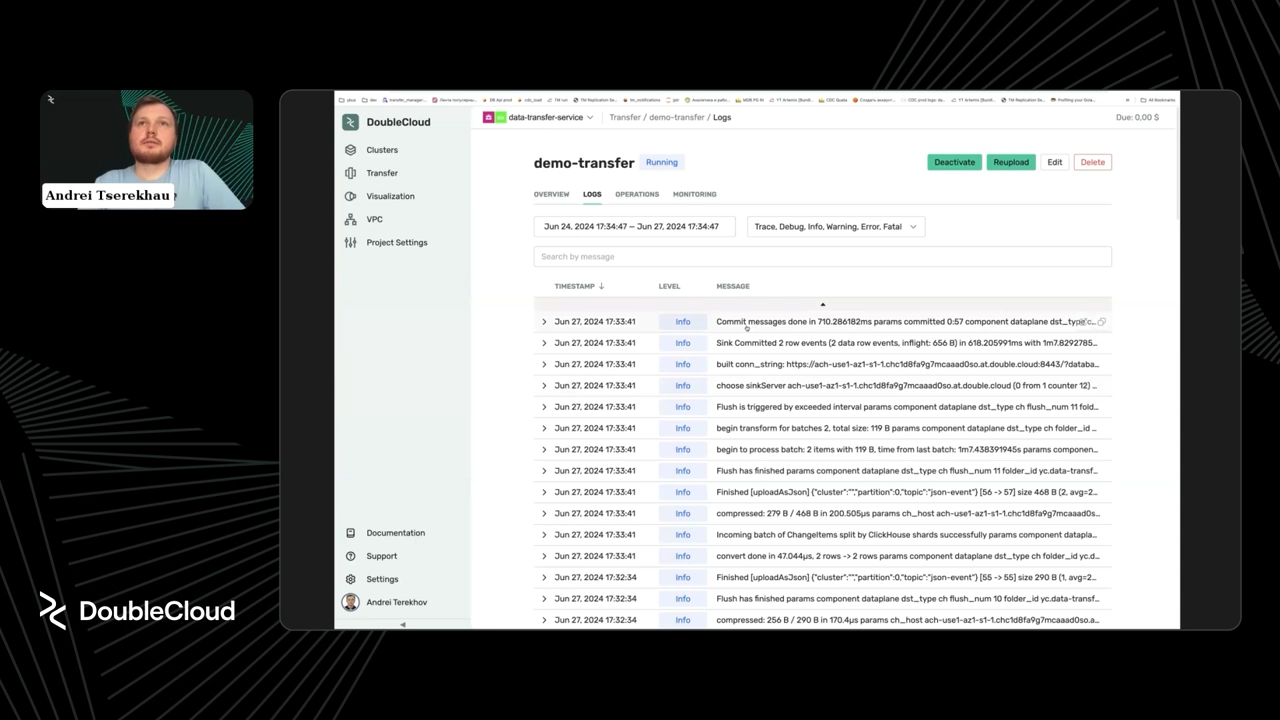 Andrei Tserekhau
DoubleCloud
DoubleCloud
Clusters
Transfer
Visualization
VPC
Project Settings
Documentation
Support
Settings
Andrei Terekhov
data-transfer-service
Transfer / demo-transfer / Logs
Due: 0,00 $
demo-transfer
Running
Deactivate
Reupload
Edit
Delete
OVERVIEW
LOGS
OPERATIONS
MONITORING
Jun 24, 2024 17:34:47 — Jun 27, 2024 17:34:47
Trace, Debug, Info, Warning, Error, Fatal
Search by message
TIMESTAMP ↓ LEVEL MESSAGE
Jun 27, 2024 17:33:41 Info Commit messages done in 710.286182ms params committed 0:57 component dataplane
Jun 27, 2024 17:33:41 Info Sink Committed 2 row events (2 data row events, inflight: 656 B) in 618.205991ms with 1m7.8292785...
Jun 27, 2024 17:33:41 Info built conn_string: https://ach-use1-az1-s1-1.chc1d8fa9g7mcaaad0so.at.double.cloud:8443/?databa...
Jun 27, 2024 17:33:41 Info choose sinkServer ach-use1-az1-s1-1.chc1d8fa9g7mcaaad0so.at.double.cloud (0 from 1 counter 12) ...
Jun 27, 2024 17:33:41 Info Flush is triggered by exceeded interval params component dataplane dst_type ch flush_num 11 fold...
Jun 27, 2024 17:33:41 Info begin transform for batches 2, total size: 119 B params component dataplane dst_type ch folder_id ...
Jun 27, 2024 17:33:41 Info begin to process batch: 2 items with 119 B, time from last batch: 1m7.438391945s params componen...
Jun 27, 2024 17:33:41 Info Flush has finished params component dataplane dst_type ch flush_num 11 folder_id yc.data-transf...
Jun 27, 2024 17:33:41 Info Finished [uploadAsJson] {"cluster":"","partition":0,"topic":"json-event"} [56 -> 57] size 468 B (2, avg=2...
Jun 27, 2024 17:33:41 Info compressed: 279 B / 468 B in 200.505µs params ch_host ach-use1-az1-s1-1.chc1d8fa9g7mcaaad0s...
Jun 27, 2024 17:33:41 Info Incoming batch of ChangeItems split by ClickHouse shards successfully params component datapla...
Jun 27, 2024 17:33:41 Info convert done in 47.044µs, 2 rows -> 2 rows params component dataplane dst_type ch folder_id yc.d...
Jun 27, 2024 17:32:34 Info Finished [uploadAsJson] {"cluster":"","partition":0,"topic":"json-event"} [55 -> 55] size 290 B (1, avg=2...
Jun 27, 2024 17:32:34 Info Flush has finished params component dataplane dst_type ch flush_num 10 folder_id yc.data-transf...
Jun 27, 2024 17:32:34 Info compressed: 256 B / 290 B in 170.4µs params ch_host ach-use1-az1-s1-1.chc1d8fa9g7mcaaad0so.a...